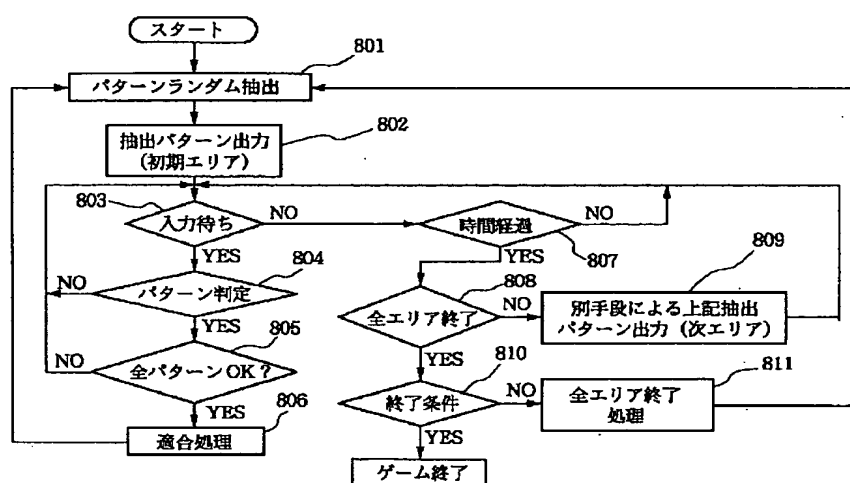 スタート
801
パターンランダム抽出
802
抽出パターン出力
(初期エリア)
803
入力待ち
NO
時間経過
NO
807
YES
YES
804
NO
パターン判定
808
全エリア終了
NO
809
別手段による上記抽出
パターン出力 (次エリア)
YES
805
NO
全パターンOK?
YES
810
終了条件
NO
811
全エリア終了
処理
YES
806
適合処理
YES
ゲーム終了